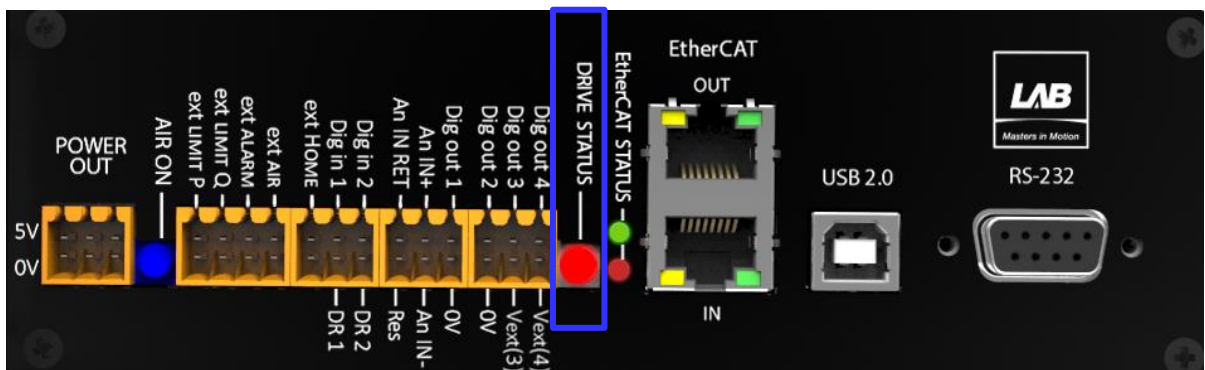 POWER
OUT
5V
0V
AIR ON
ext LIMIT P
ext LIMIT Q
ext ALARM
ext AIR
ext HOME
Dig in 1
Dig in 2
DR 1
DR 2
An IN RET
An IN+
Dig out 1
Res
An IN-
0V
Dig out 2
Dig out 3
Dig out 4
0V
Vext(3)
Vext(4)
DRIVE STATUS
EtherCAT STATUS
EtherCAT
OUT
IN
USB 2.0
LAB
Masters in Motion
RS-232